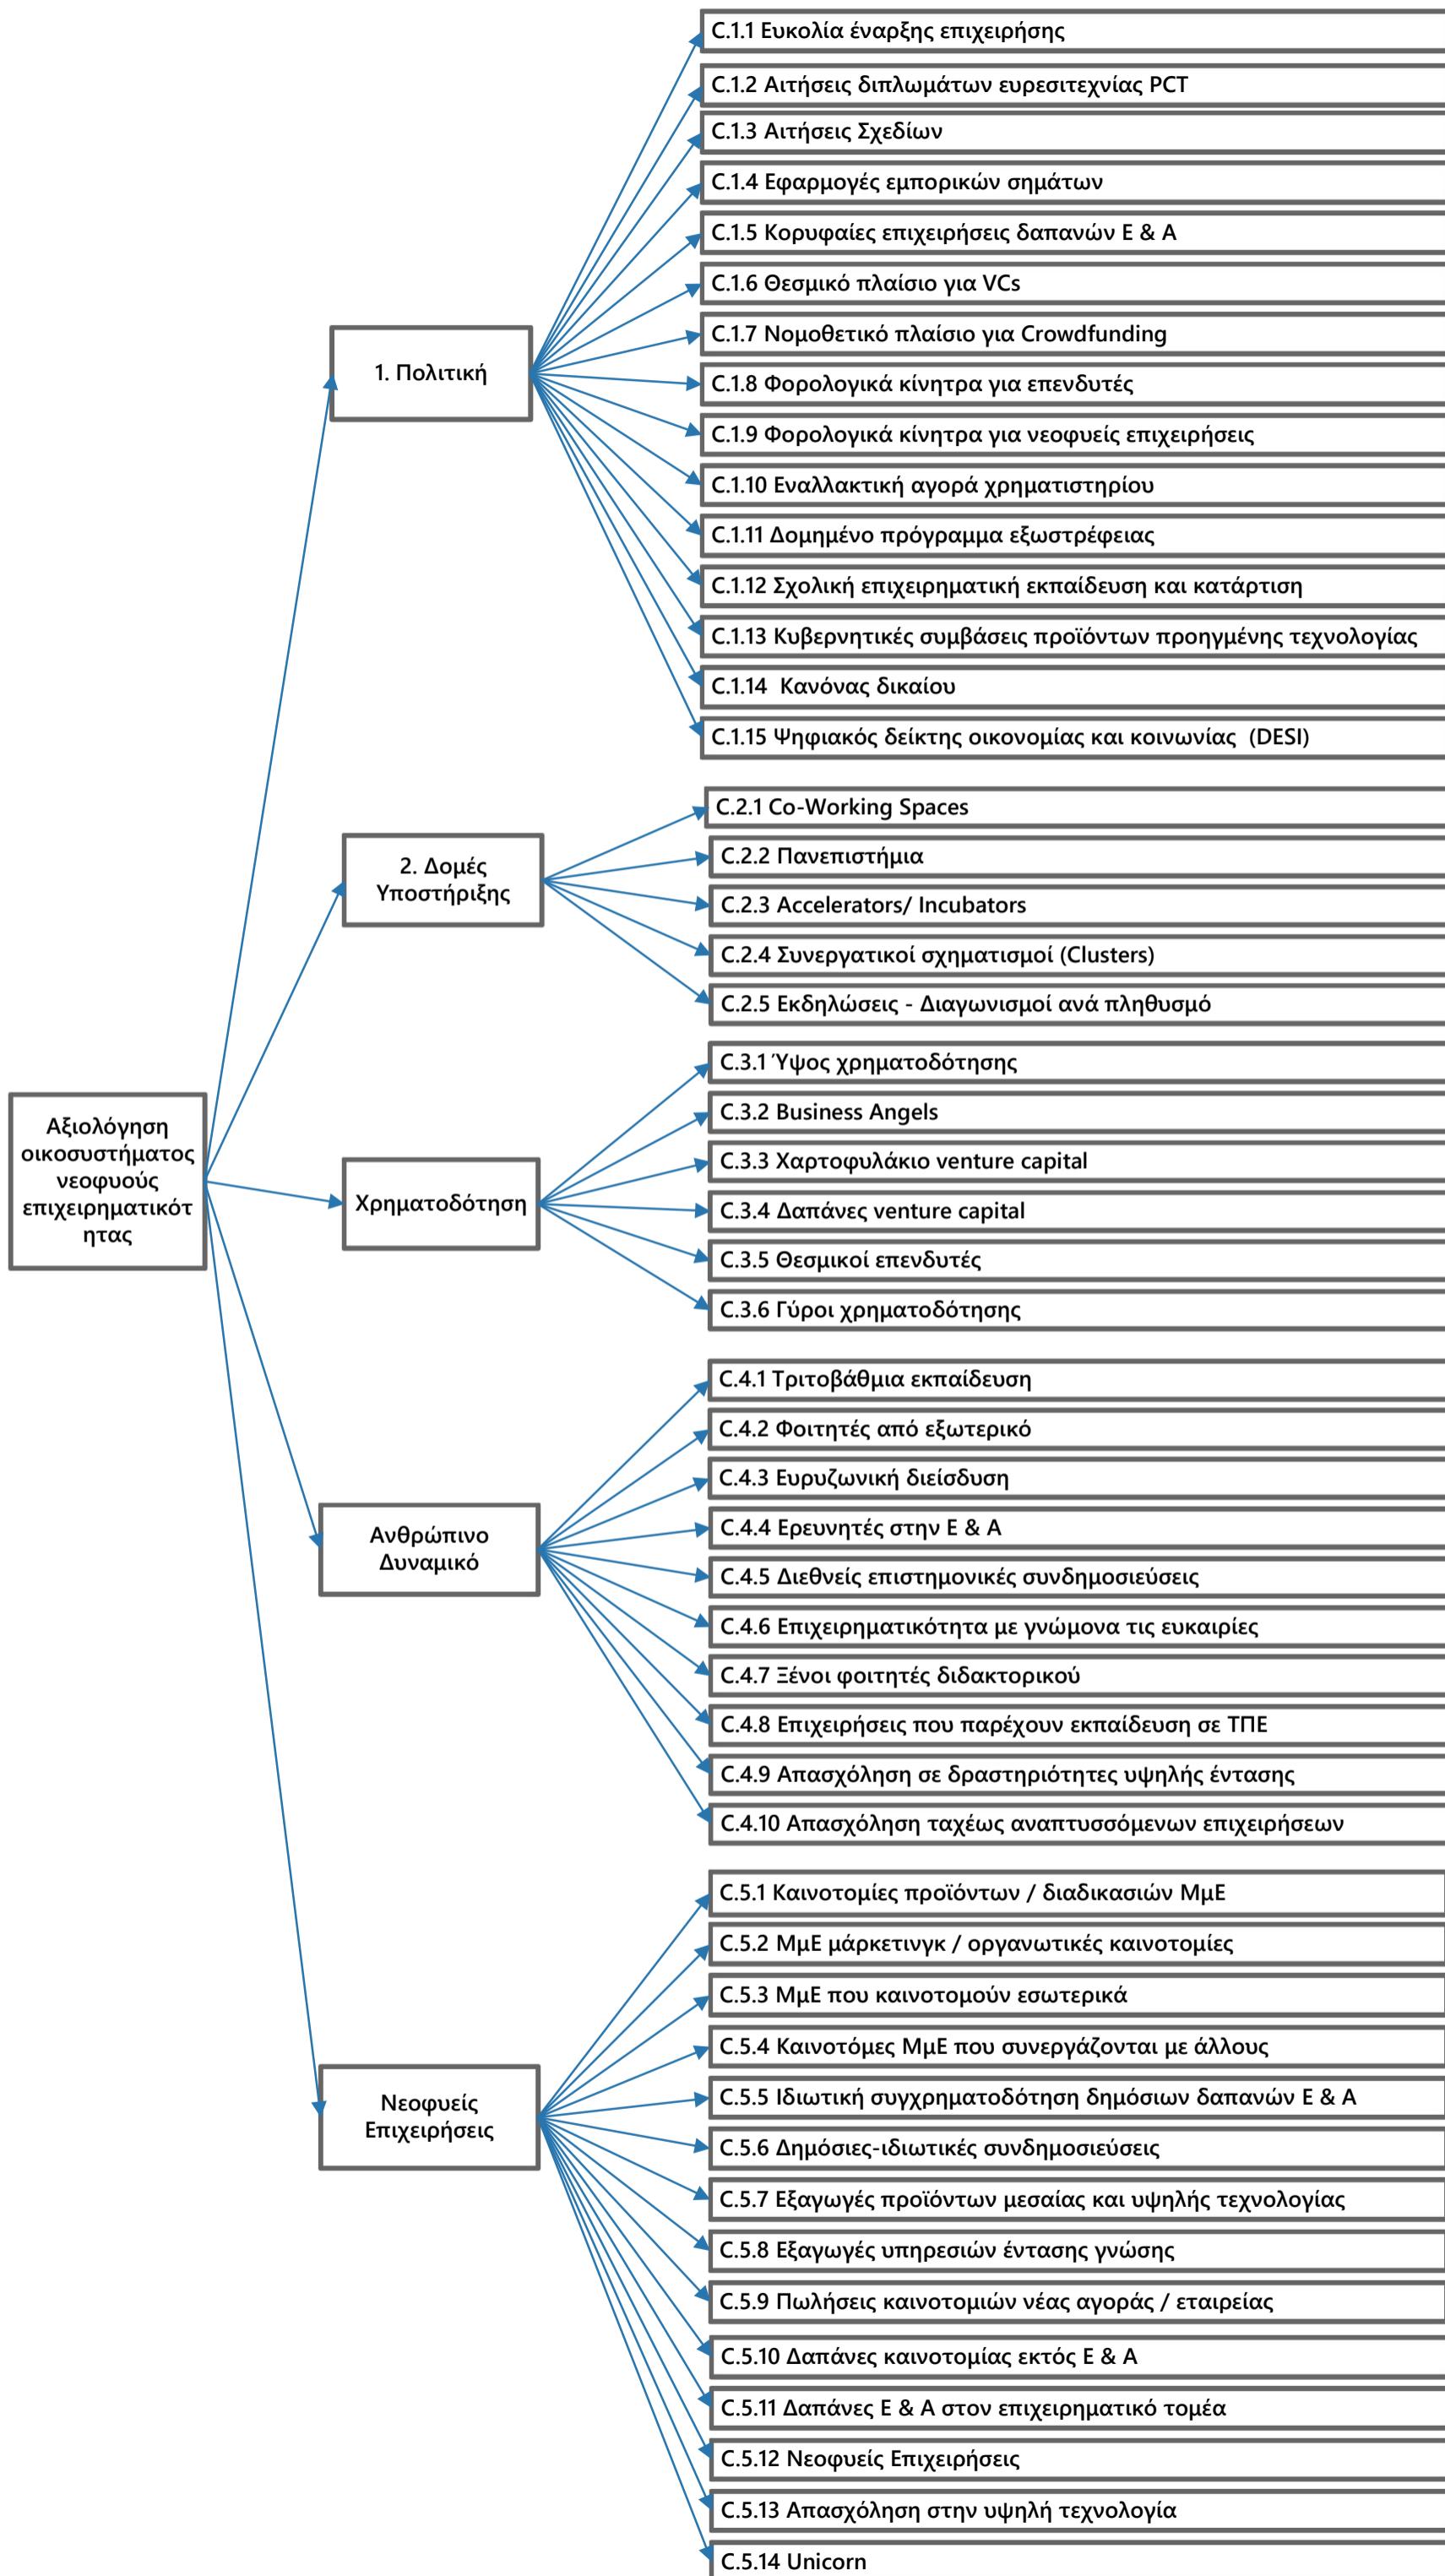 C.1.1 Ευκολία έναρξης επιχειρήσης
C.1.2 Αιτήσεις διπλωμάτων ευρεσιτεχνίας PCT
C.1.3 Αιτήσεις Σχεδίων
C.1.4 Εφαρμογές εμπορικών σημάτων
C.1.5 Κορυφαίες επιχειρήσεις δαπανών Ε & Α
C.1.6 Θεσμικό πλαίσιο για VCs
C.1.7 Νομοθετικό πλαίσιο για Crowdfunding
C.1.8 Φορολογικά κίνητρα για επενδυτές
C.1.9 Φορολογικά κίνητρα για νεοφυείς επιχειρήσεις
C.1.10 Εναλλακτική αγορά χρηματιστηρίου
C.1.11 Δομημένο πρόγραμμα εξωστρέφειας
C.1.12 Σχολική επιχειρηματική εκπαίδευση και κατάρτιση
C.1.13 Κυβερνητικές συμβάσεις προϊόντων προηγμένης τεχνολογίας
C.1.14 Κανόνας δικαίου
C.1.15 Ψηφιακός δείκτης οικονομίας και κοινωνίας (DESI)
1. Πολιτική
C.2.1 Co-Working Spaces
C.2.2 Πανεπιστήμια
C.2.3 Accelerators/ Incubators
C.2.4 Συνεργατικοί σχηματισμοί (Clusters)
C.2.5 Εκδηλώσεις - Διαγωνισμοί ανά πληθυσμό
2. Δομές
Υποστήριξης
C.3.1 Ύψος χρηματοδότησης
C.3.2 Business Angels
C.3.3 Χαρτοφυλάκιο venture capital
C.3.4 Δαπάνες venture capital
C.3.5 Θεσμικοί επενδυτές
C.3.6 Γύροι χρηματοδότησης
Χρηματοδότηση
Αξιολόγηση
οικοσυστήματος
νεοφυούς
επιχειρηματικότ
ητας
C.4.1 Τριτοβάθμια εκπαίδευση
C.4.2 Φοιτητές από εξωτερικό
C.4.3 Ευρυζωνική διείσδυση
C.4.4 Ερευνητές στην Ε & Α
C.4.5 Διεθνείς επιστημονικές συνδημοσιεύσεις
C.4.6 Επιχειρηματικότητα με γνώμονα τις ευκαιρίες
C.4.7 Ξένοι φοιτητές διδακτορικού
C.4.8 Επιχειρήσεις που παρέχουν εκπαίδευση σε ΤΠΕ
C.4.9 Απασχόληση σε δραστηριότητες υψηλής έντασης
C.4.10 Απασχόληση ταχέως αναπτυσσόμενων επιχειρήσεων
Ανθρώπινο
Δυναμικό
C.5.1 Καινοτομίες προϊόντων / διαδικασιών ΜμΕ
C.5.2 ΜμΕ μάρκετινγκ / οργανωτικές καινοτομίες
C.5.3 ΜμΕ που καινοτομούν εσωτερικά
C.5.4 Καινοτόμες ΜμΕ που συνεργάζονται με άλλους
C.5.5 Ιδιωτική συγχρηματοδότηση δημόσιων δαπανών Ε & Α
C.5.6 Δημόσιες-ιδιωτικές συνδημοσιεύσεις
C.5.7 Εξαγωγές προϊόντων μεσαίας και υψηλής τεχνολογίας
C.5.8 Εξαγωγές υπηρεσιών έντασης γνώσης
C.5.9 Πωλήσεις καινοτομιών νέας αγοράς / εταιρείας
C.5.10 Δαπάνες καινοτομίας εκτός Ε & Α
C.5.11 Δαπάνες Ε & Α στον επιχειρηματικό τομέα
C.5.12 Νεοφυείς Επιχειρήσεις
C.5.13 Απασχόληση στην υψηλή τεχνολογία
C.5.14 Unicorn
Νεοφυείς
Επιχειρήσεις